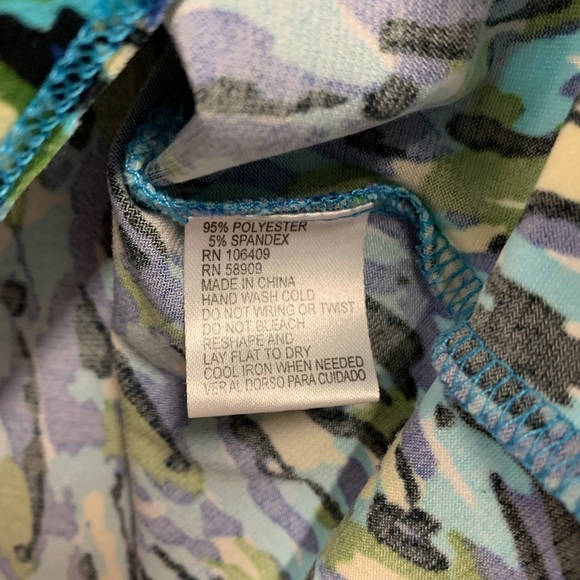 95% POLYESTER
5% SPANDEX
RN 106409
RN 58909
MADE IN CHINA
HAND WASH COLD
DO NOT WRING OR TWIST
DO NOT BLEACH
RESHAPE AND
LAY FLAT TO DRY
COOL IRON WHEN NEEDED
VER AL DORSO PARA CUIDADO